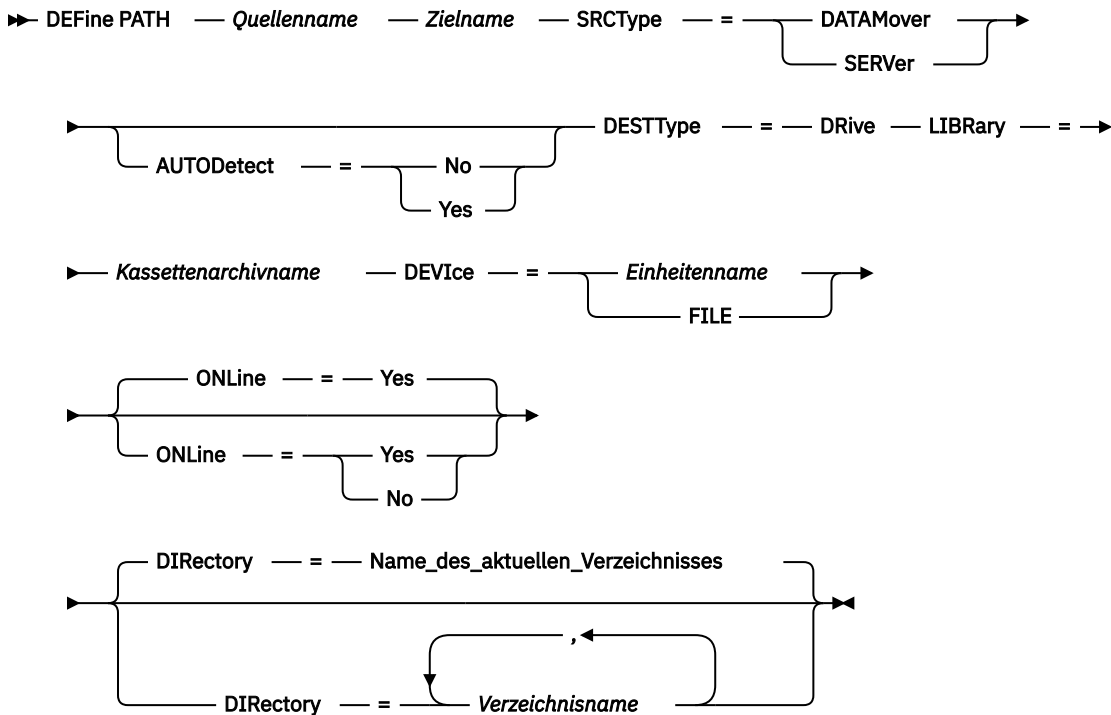 DEFine PATH Quellenname Zielname SRCType = DATAMover
SERVer
DESTType = DRive LIBRary =
AUTODetect = No
Yes
Kassettenarchivname DEVIce = Einheitenname
FILE
ONLine = Yes
ONLine = Yes
No
DIRectory = Name_des_aktuellen_Verzeichnisses
,
DIRectory = Verzeichnisname